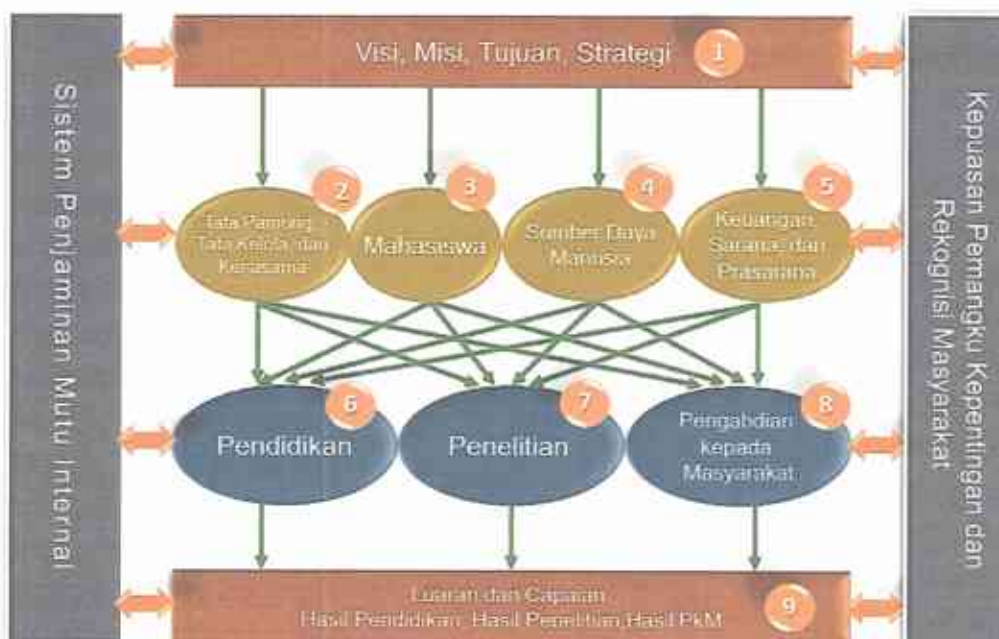 Visi, Misi, Tujuan, Strategi 1
Sistem Penjaminan Mutu Internal
Kepuasan Pemangku Kepentingan dan
Rekognisi Masyarakat
2
Tata Pamong,
Tata Kelola, dan
Kerjasama
3
Mahasiswa
4
Sumber Daya
Manusia
5
Keuangan,
Sarana, dan
Prasarana
6
Pendidikan
7
Penelitian
8
Pengabdian
kepada
Masyarakat
Luaran dan Capaian
Hasil Pendidikan, Hasil Penelitian,Hasil PkM
9